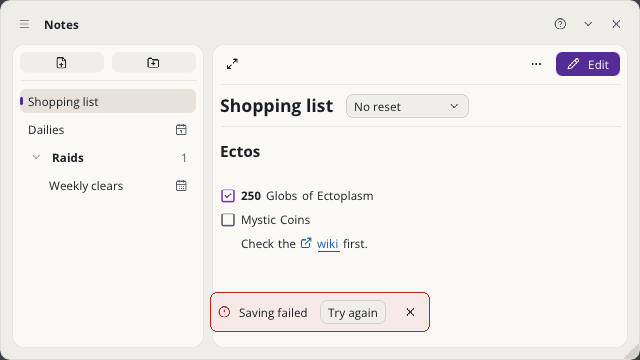 Notes
Shopping list
Dailies
Raids 1
Weekly clears
Edit
Shopping list No reset
Ectos
250 Globs of Ectoplasm
Mystic Coins
Check the wiki first.
Saving failed Try again